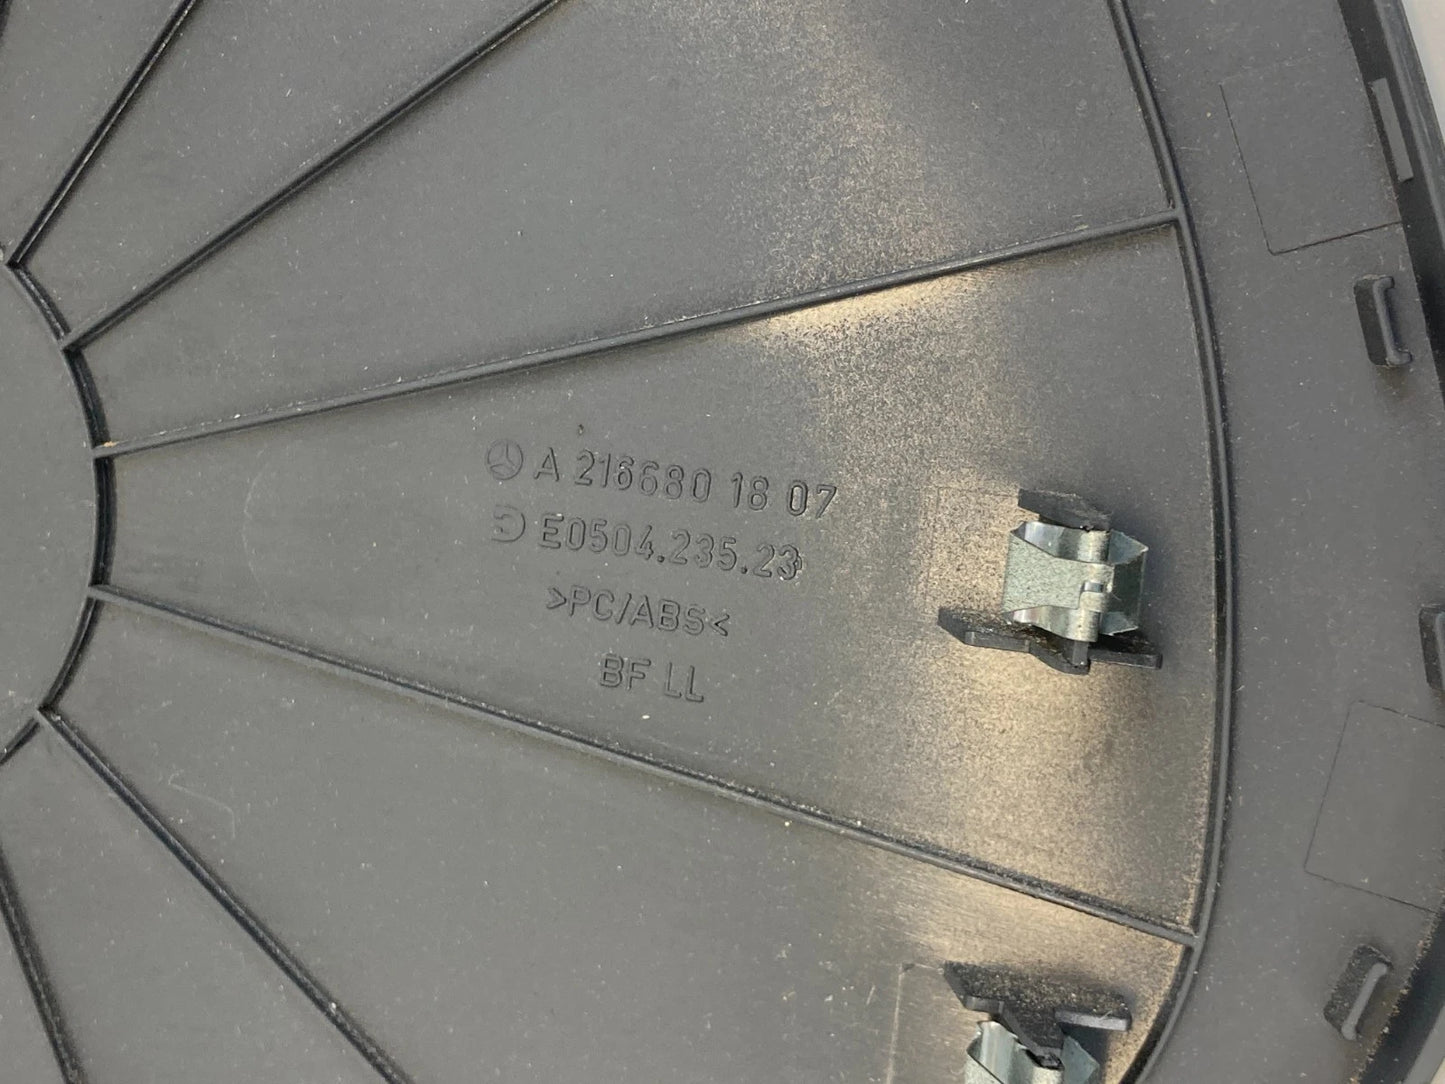 A 216680 18 07
E0504.235.23
>PC/ABS<
BF LL